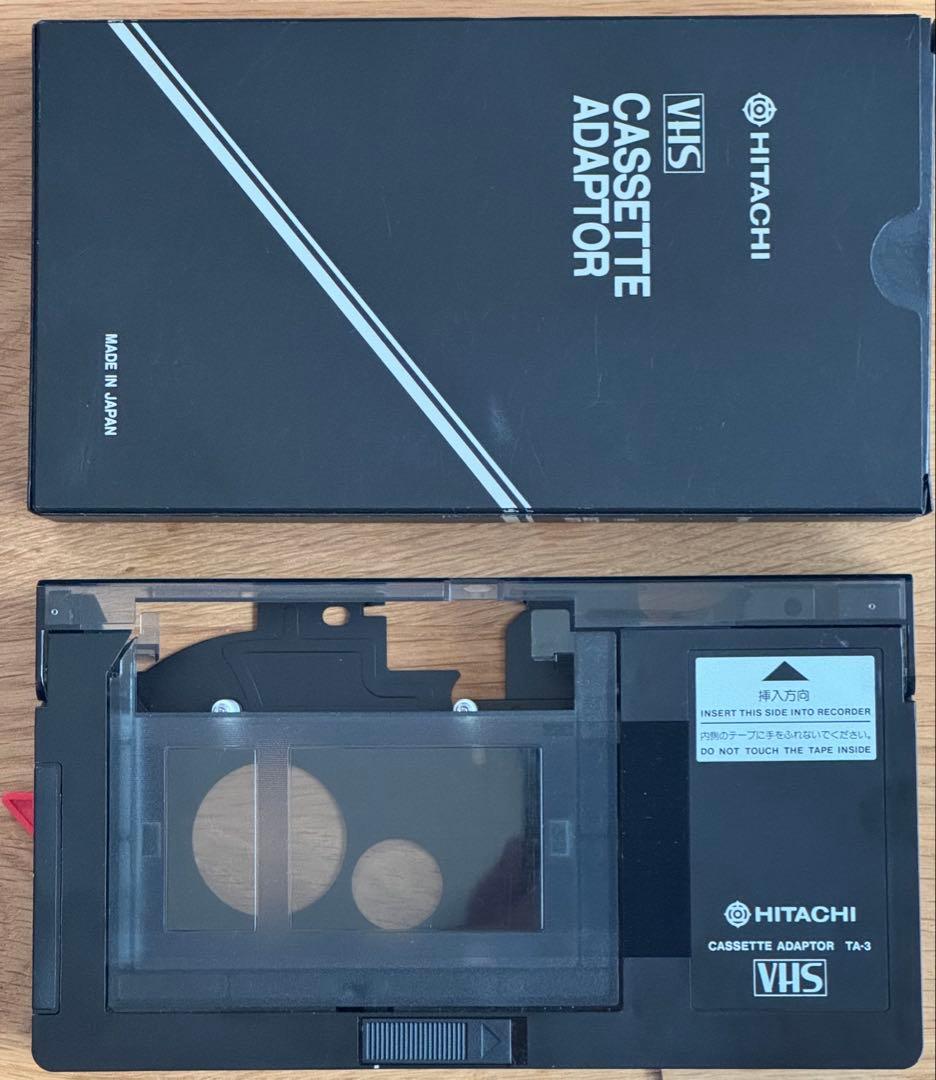 HITACHI
VHS
CASSETTE
ADAPTOR
MADE IN JAPAN
挿入方向
INSERT THIS SIDE INTO RECORDER
内側のテープに手をふれないでください。
DO NOT TOUCH THE TAPE INSIDE
HITACHI
CASSETTE ADAPTOR TA-3
VHS